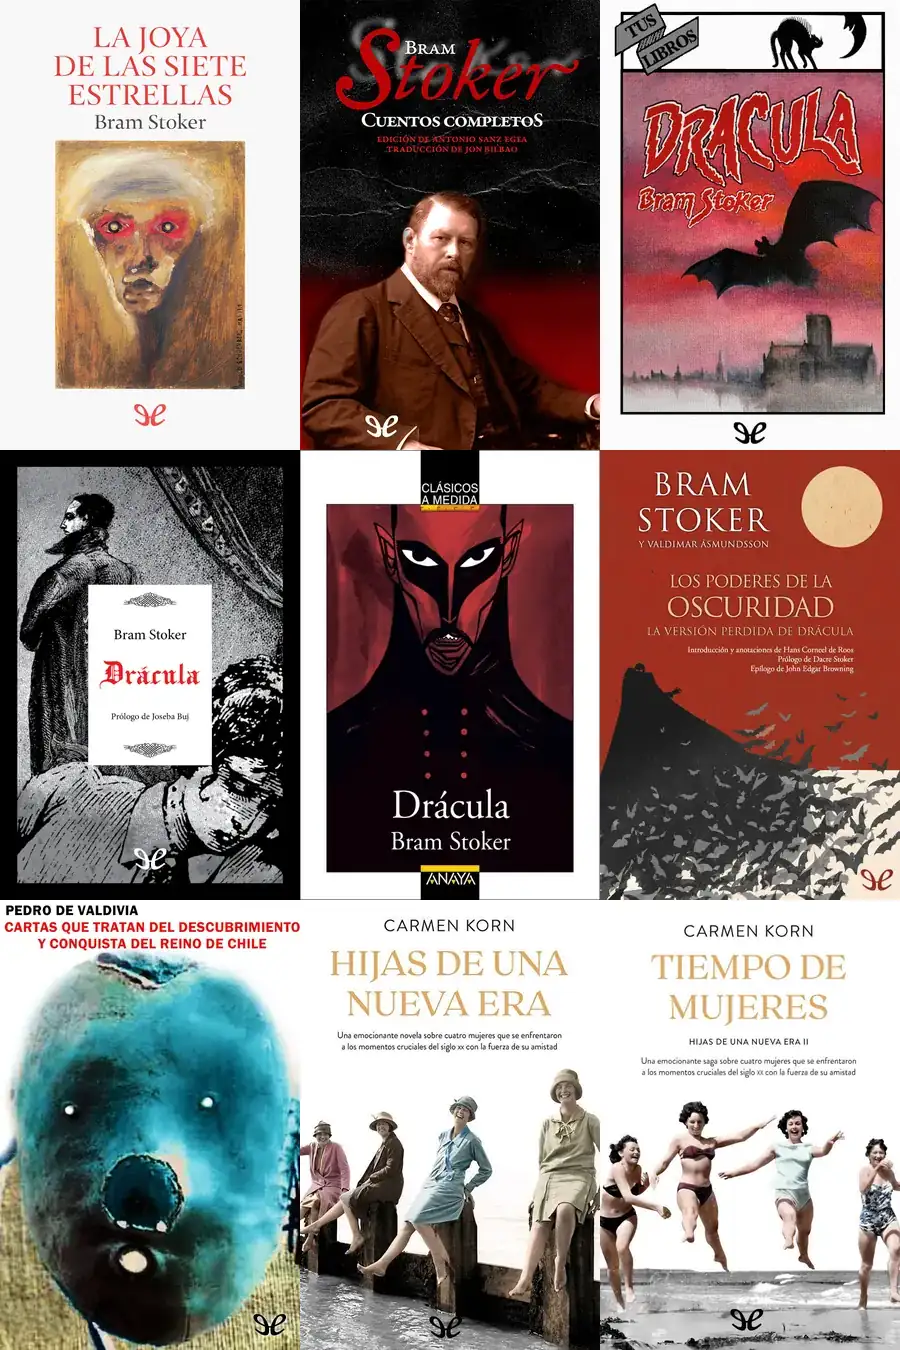 LA JOYA
DE LAS SIETE
ESTRELLAS
Bram Stoker
BRAM
Stoker
CUENTOS COMPLETOS
EDICIÓN DE ANTONIO SANZ EGEA
TRADUCCIÓN DE JON BILBAO
TUS
LIBROS
DRACULA
Bram Stoker
Bram Stoker
Drácula
Prólogo de Joseba Buj
CLÁSICOS
A MEDIDA
Drácula
Bram Stoker
ANAYA
BRAM
STOKER
Y VALDIMAR ÁSMUNDSSON
LOS PODERES DE LA
OSCURIDAD
LA VERSIÓN PERDIDA DE DRÁCULA
Introducción y anotaciones de Hans Corneel de Roos
Prólogo de Dacre Stoker
Epílogo de John Edgar Browning
PEDRO DE VALDIVIA
CARTAS QUE TRATAN DEL DESCUBRIMIENTO
Y CONQUISTA DEL REINO DE CHILE
CARMEN KORN
HIJAS DE UNA
NUEVA ERA
Una emocionante novela sobre cuatro mujeres que se enfrentaron
a los momentos cruciales del siglo XX con la fuerza de su amistad
CARMEN KORN
TIEMPO DE
MUJERES
HIJAS DE UNA NUEVA ERA II
Una emocionante saga sobre cuatro mujeres que se enfrentaron
a los momentos cruciales del siglo XX con la fuerza de su amistad